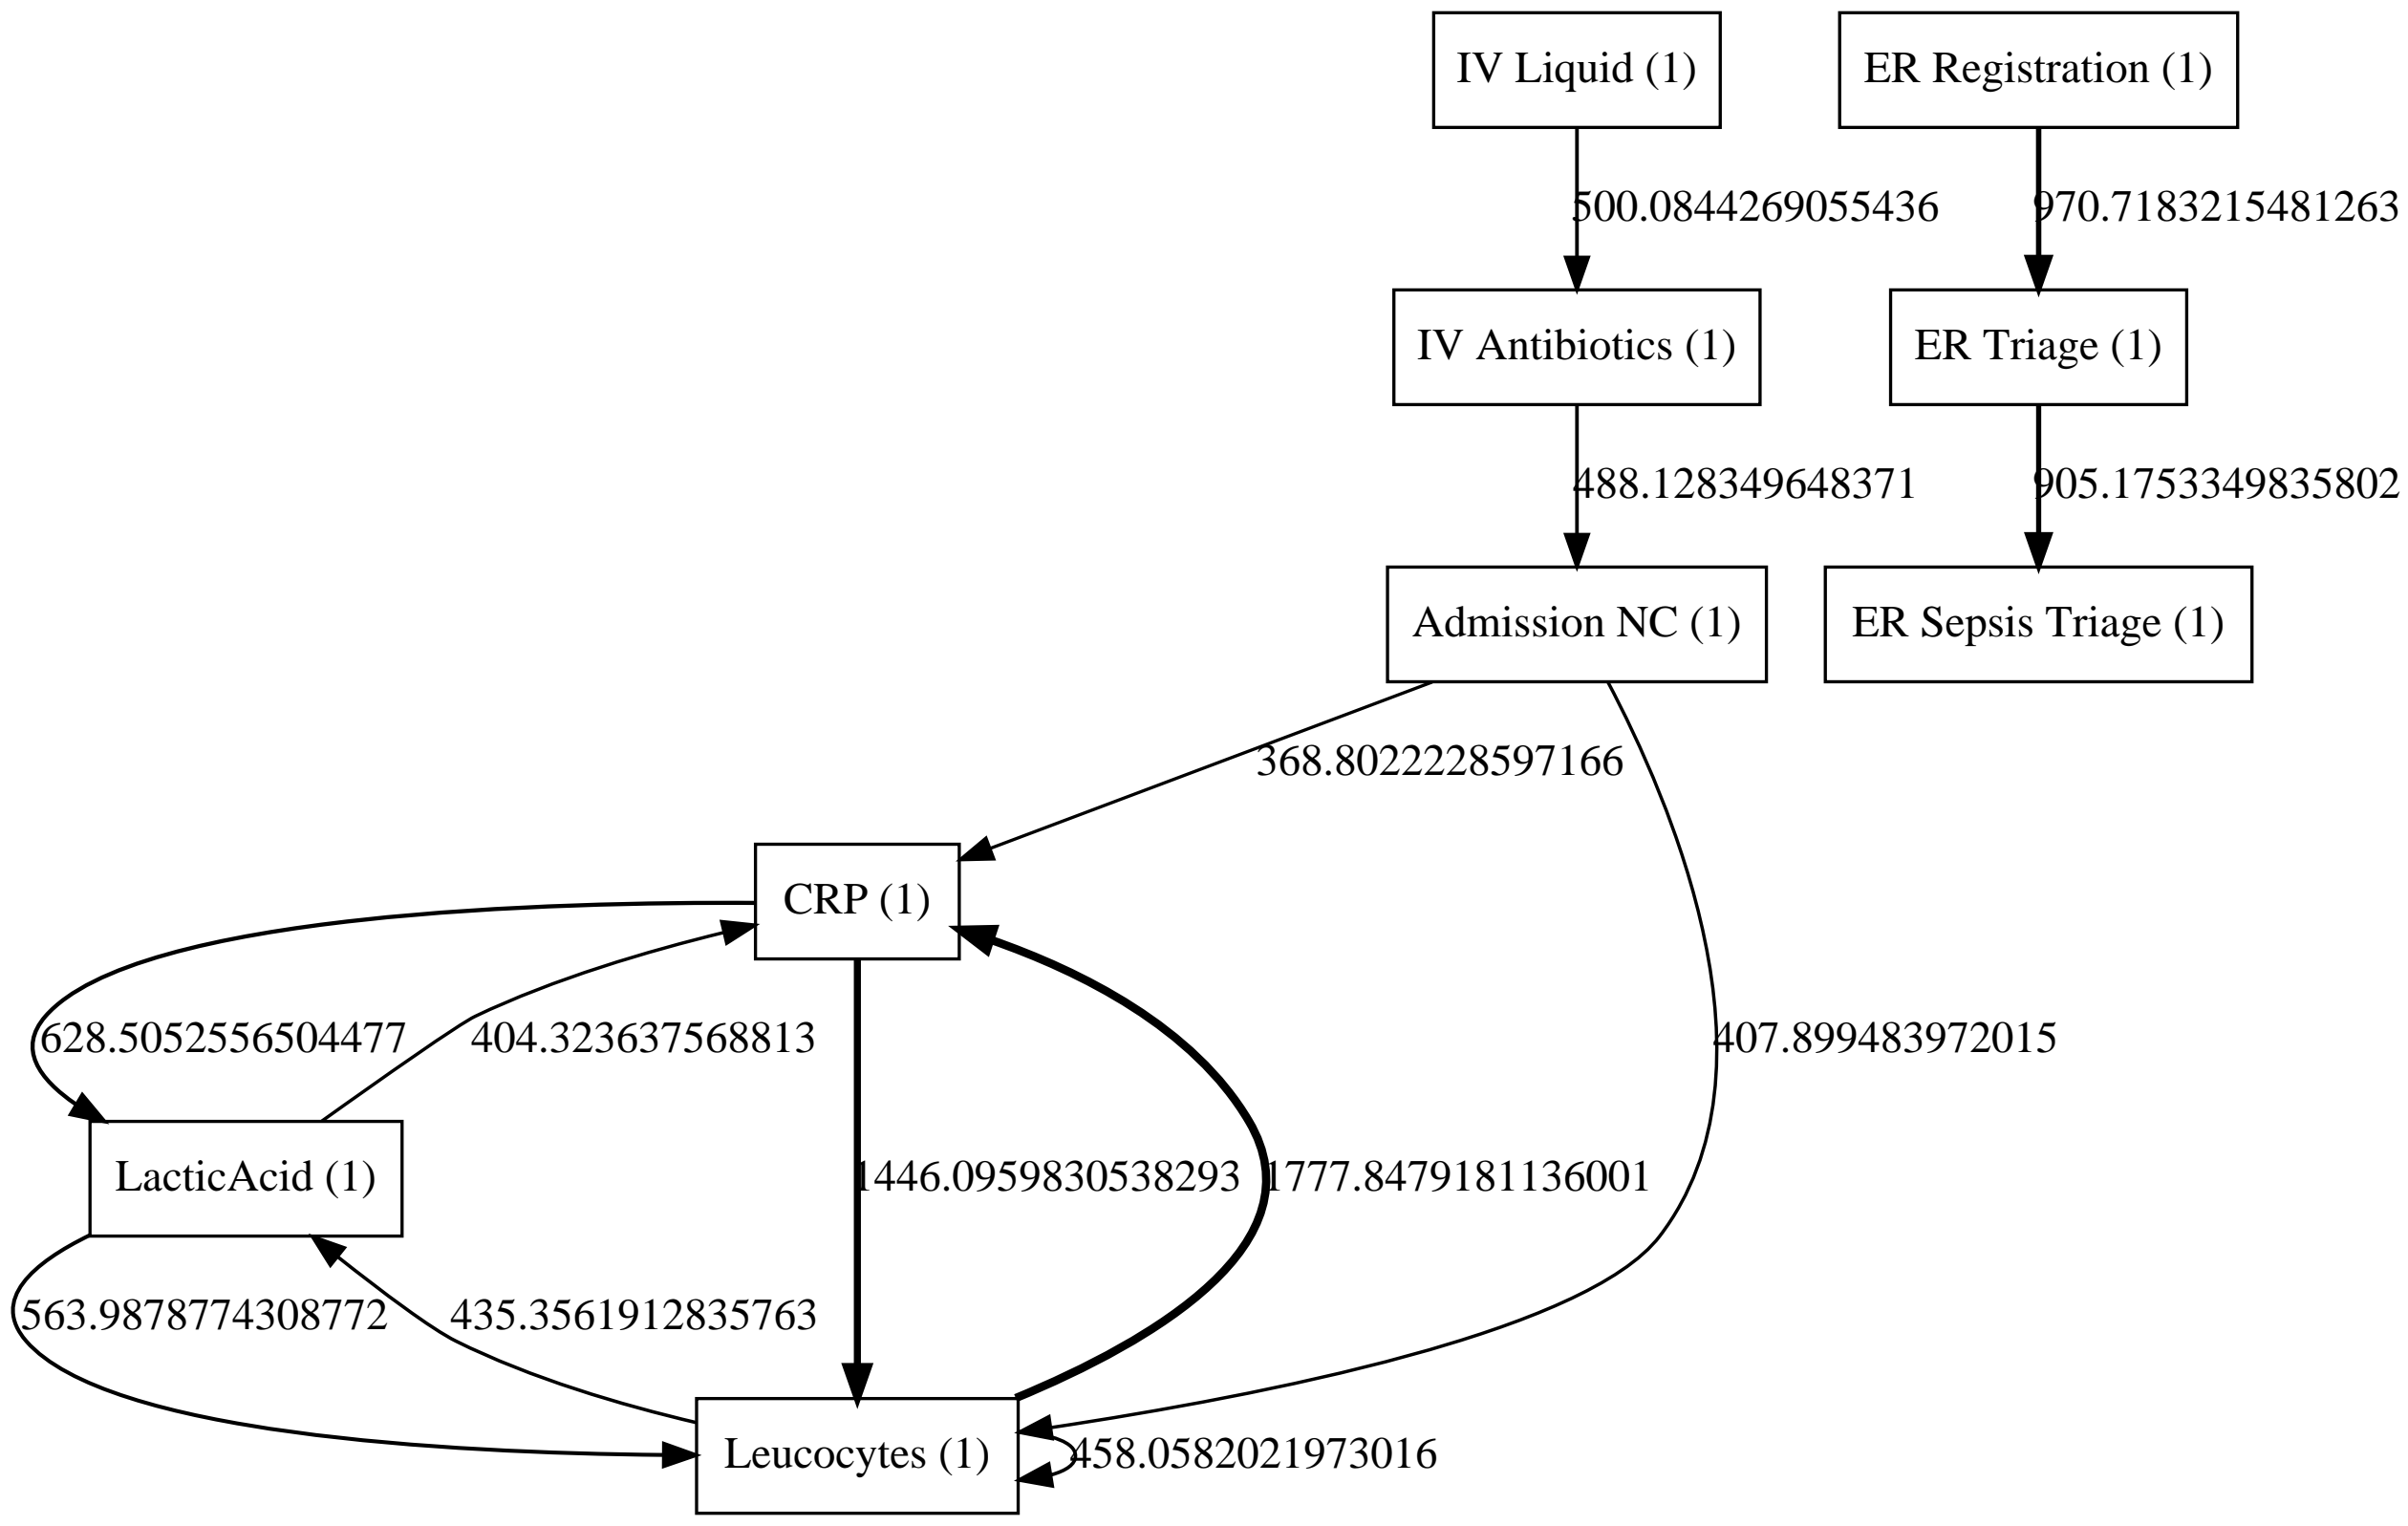 IV Liquid (1)
ER Registration (1)
500.0844269055436
970.7183215481263
IV Antibiotics (1)
ER Triage (1)
488.128349648371
905.1753349835802
Admission NC (1)
ER Sepsis Triage (1)
368.8022228597166
CRP (1)
628.5052556504477
404.323637568813
407.899483972015
LacticAcid (1)
1446.0959830538293
1777.8479181136001
563.9878774308772
435.3561912835763
Leucocytes (1)
458.0582021973016